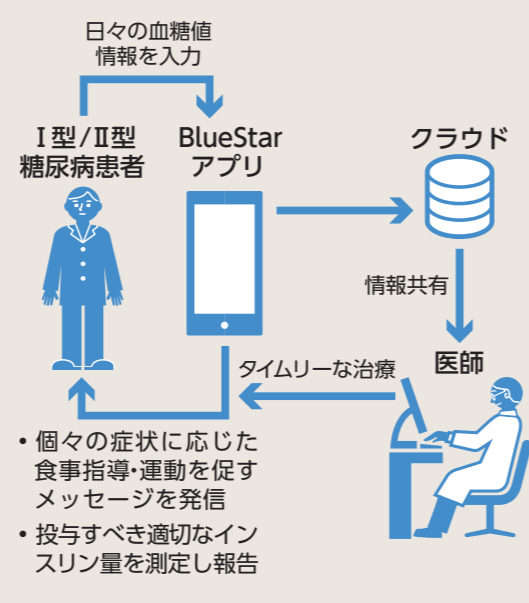 日々の血糖値
情報を入力
Ⅰ型/Ⅱ型
糖尿病患者
BlueStar
アプリ
クラウド
情報共有
医師
タイムリーな治療
• 個々の症状に応じた
食事指導・運動を促す
メッセージを発信
• 投与すべき適切なイン
スリン量を測定し報告